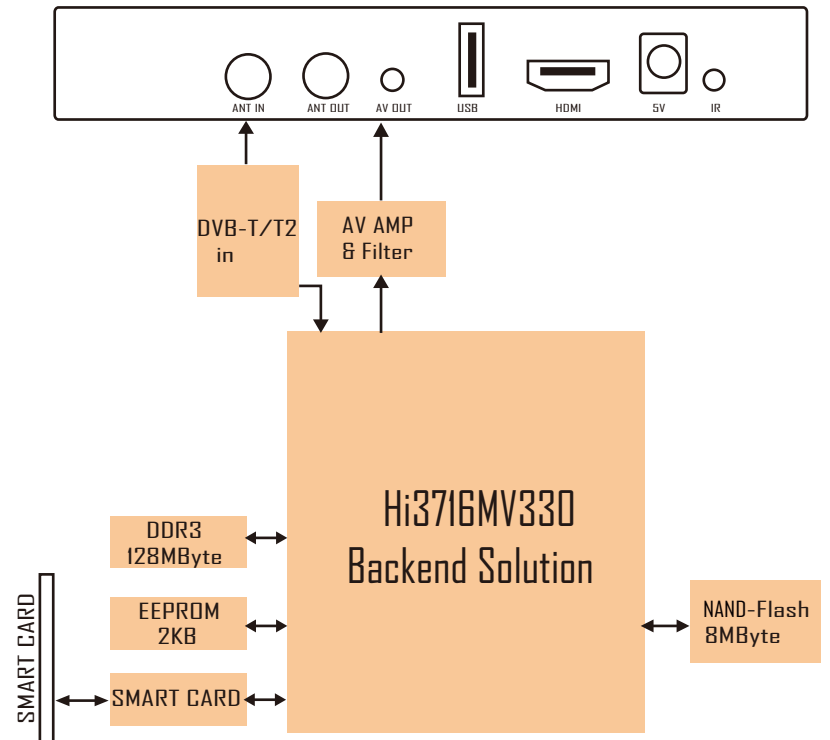 ANT IN
ANT OUT
AV OUT
USB
HDMI
5V
IR
DVB-T/T2
in
AV AMP
& Filter
Hi3716MV330
Backend Solution
DDR3
128MByte
EEPROM
2KB
SMART CARD
SMART CARD
NAND-Flash
8MByte